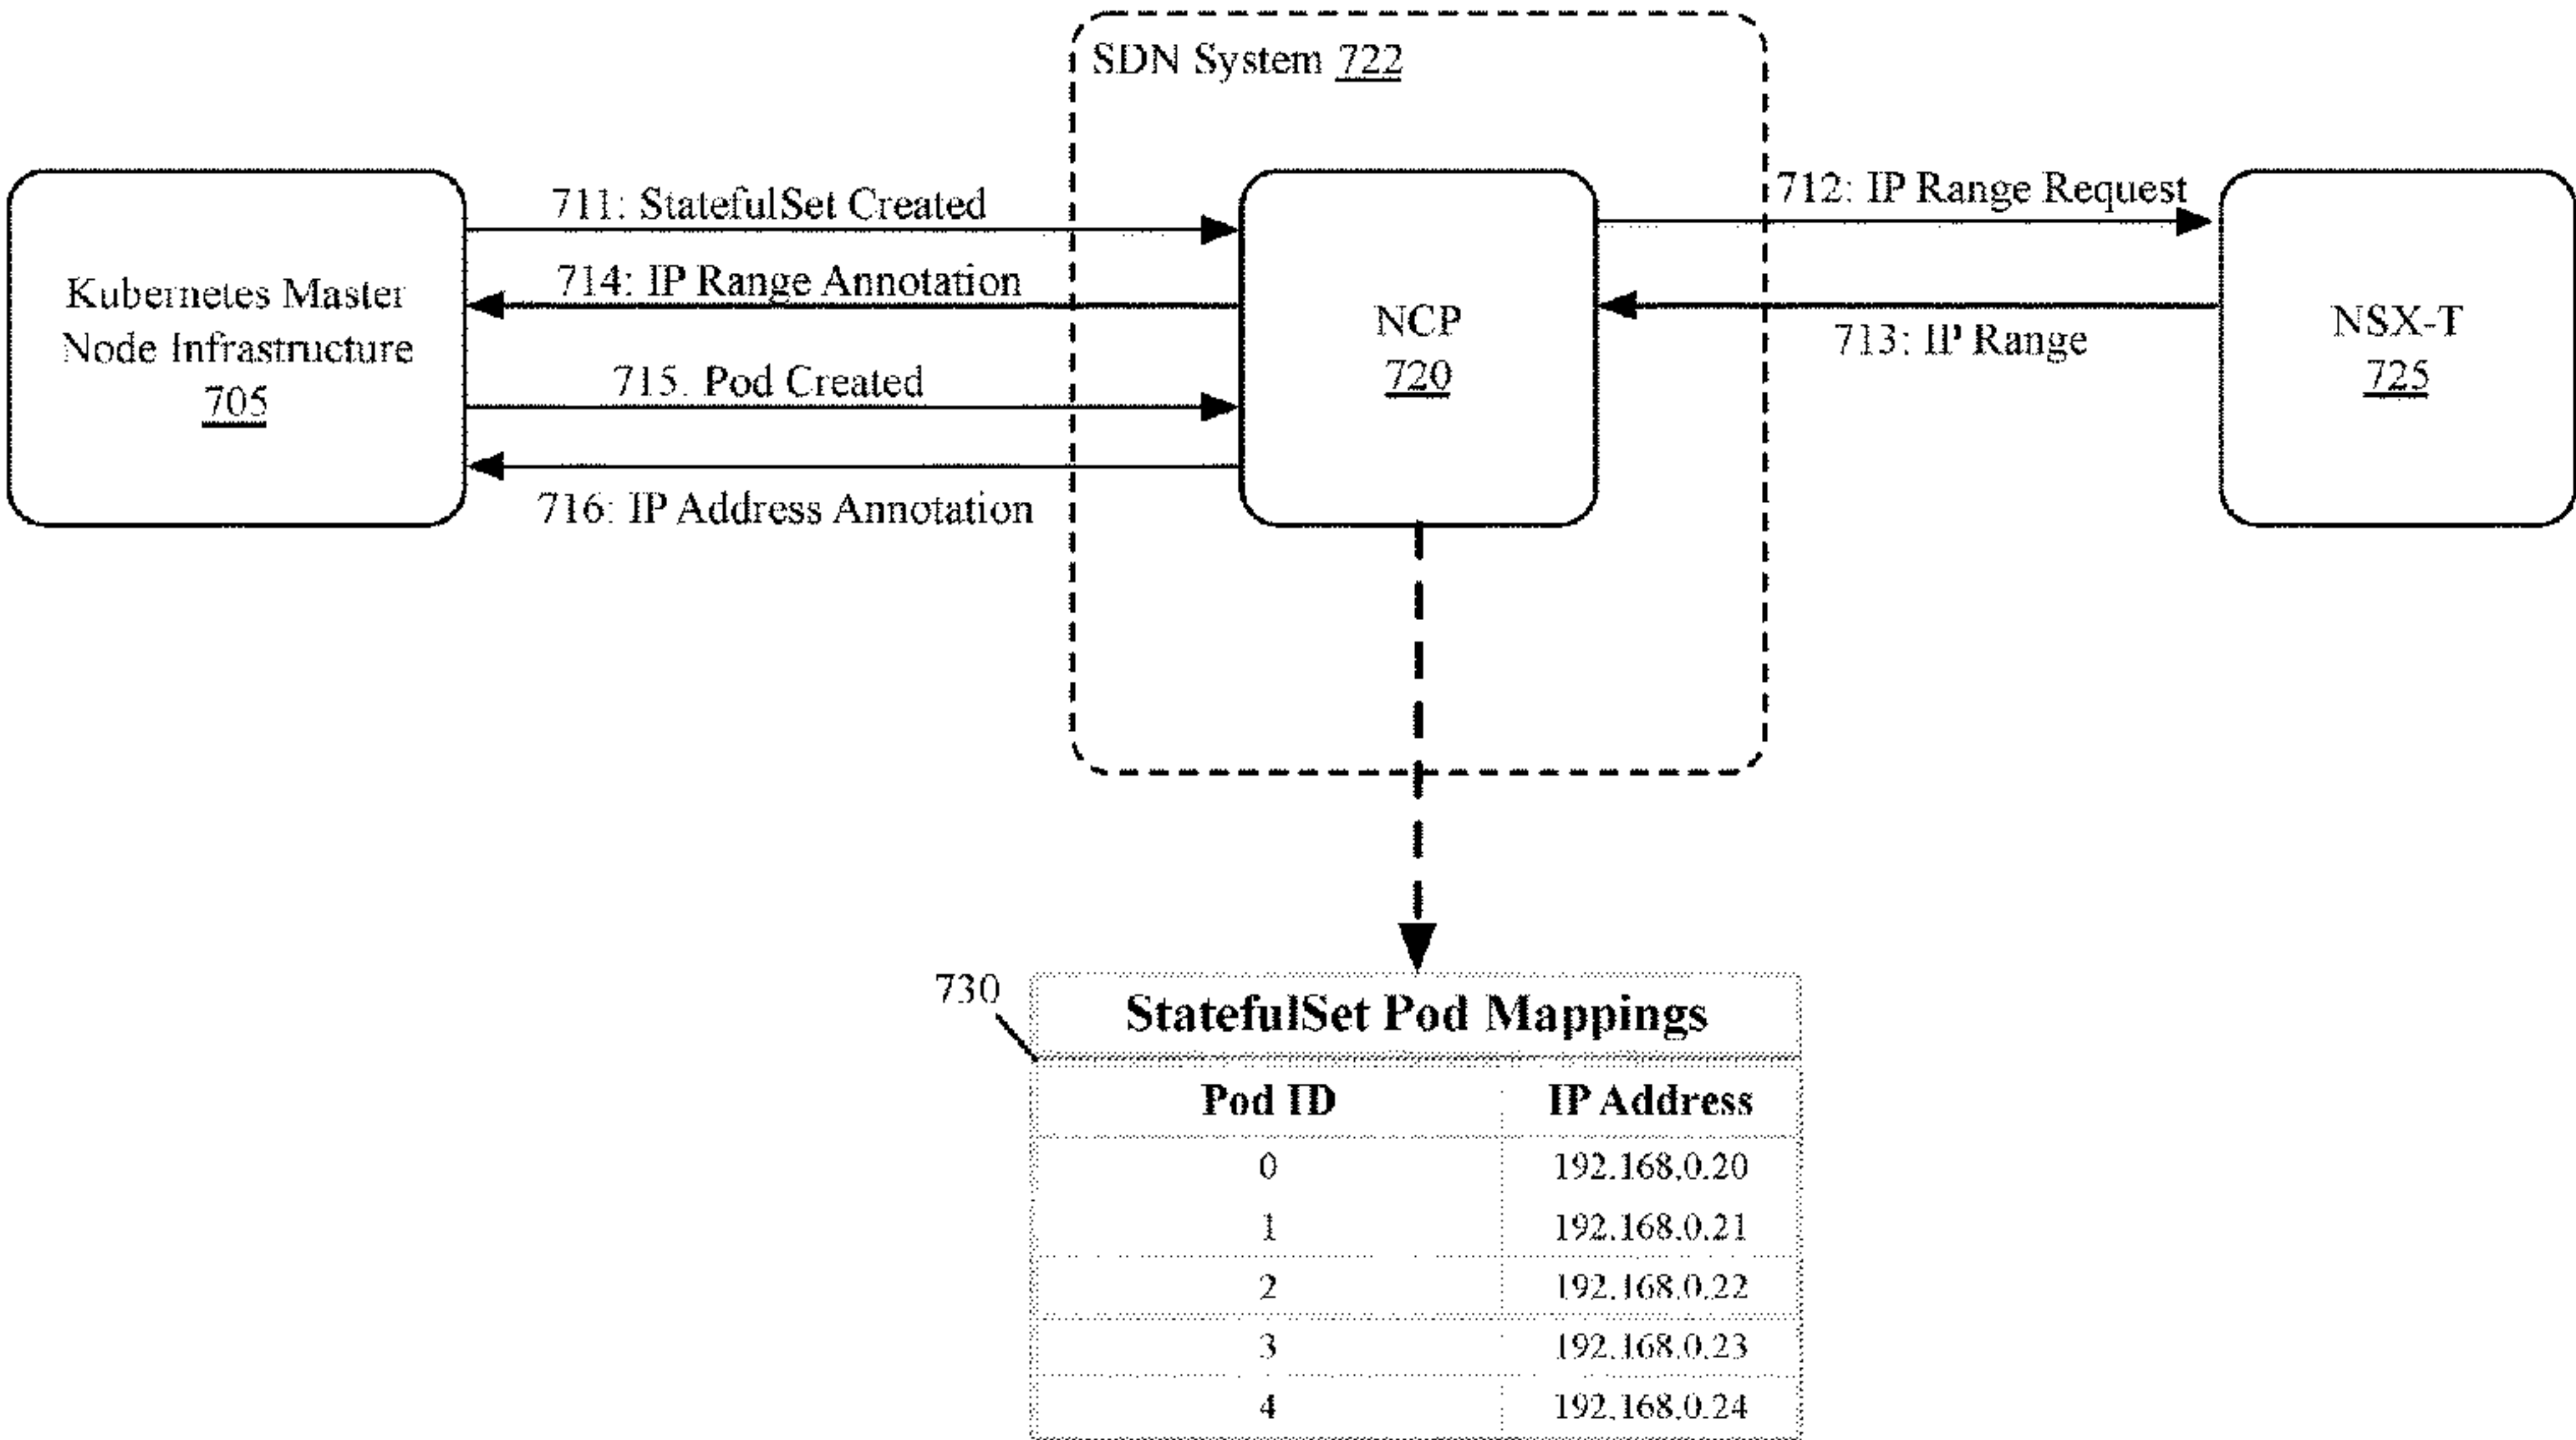 SDN System 722
711: StatefulSet Created
712: IP Range Request
714: IP Range Annotation
Kubernetes Master
Node Infrastructure
705
NCP
720
713: IP Range
NSX-T
725
715. Pod Created
716: IP Address Annotation
730
StatefulSet Pod Mappings
Pod ID IP Address
0 192.168.0.20
1 192.168.0.21
2 192.168.0.22
3 192.168.0.23
4 192.168.0.24